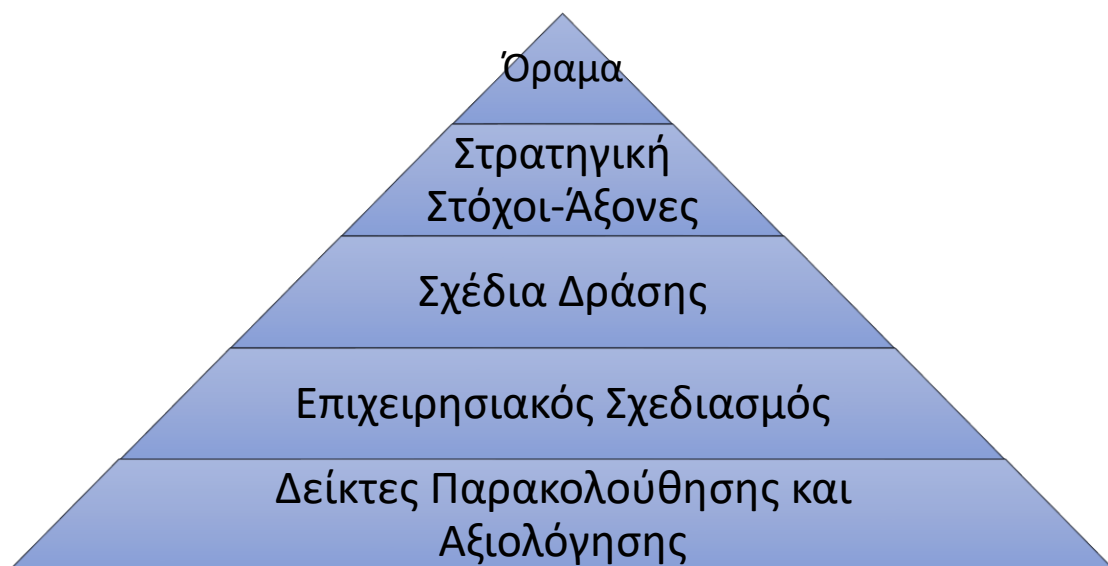 Όραμα
Στρατηγική
Στόχοι-Άξονες
Σχέδια Δράσης
Επιχειρησιακός Σχεδιασμός
Δείκτες Παρακολούθησης και
Αξιολόγησης